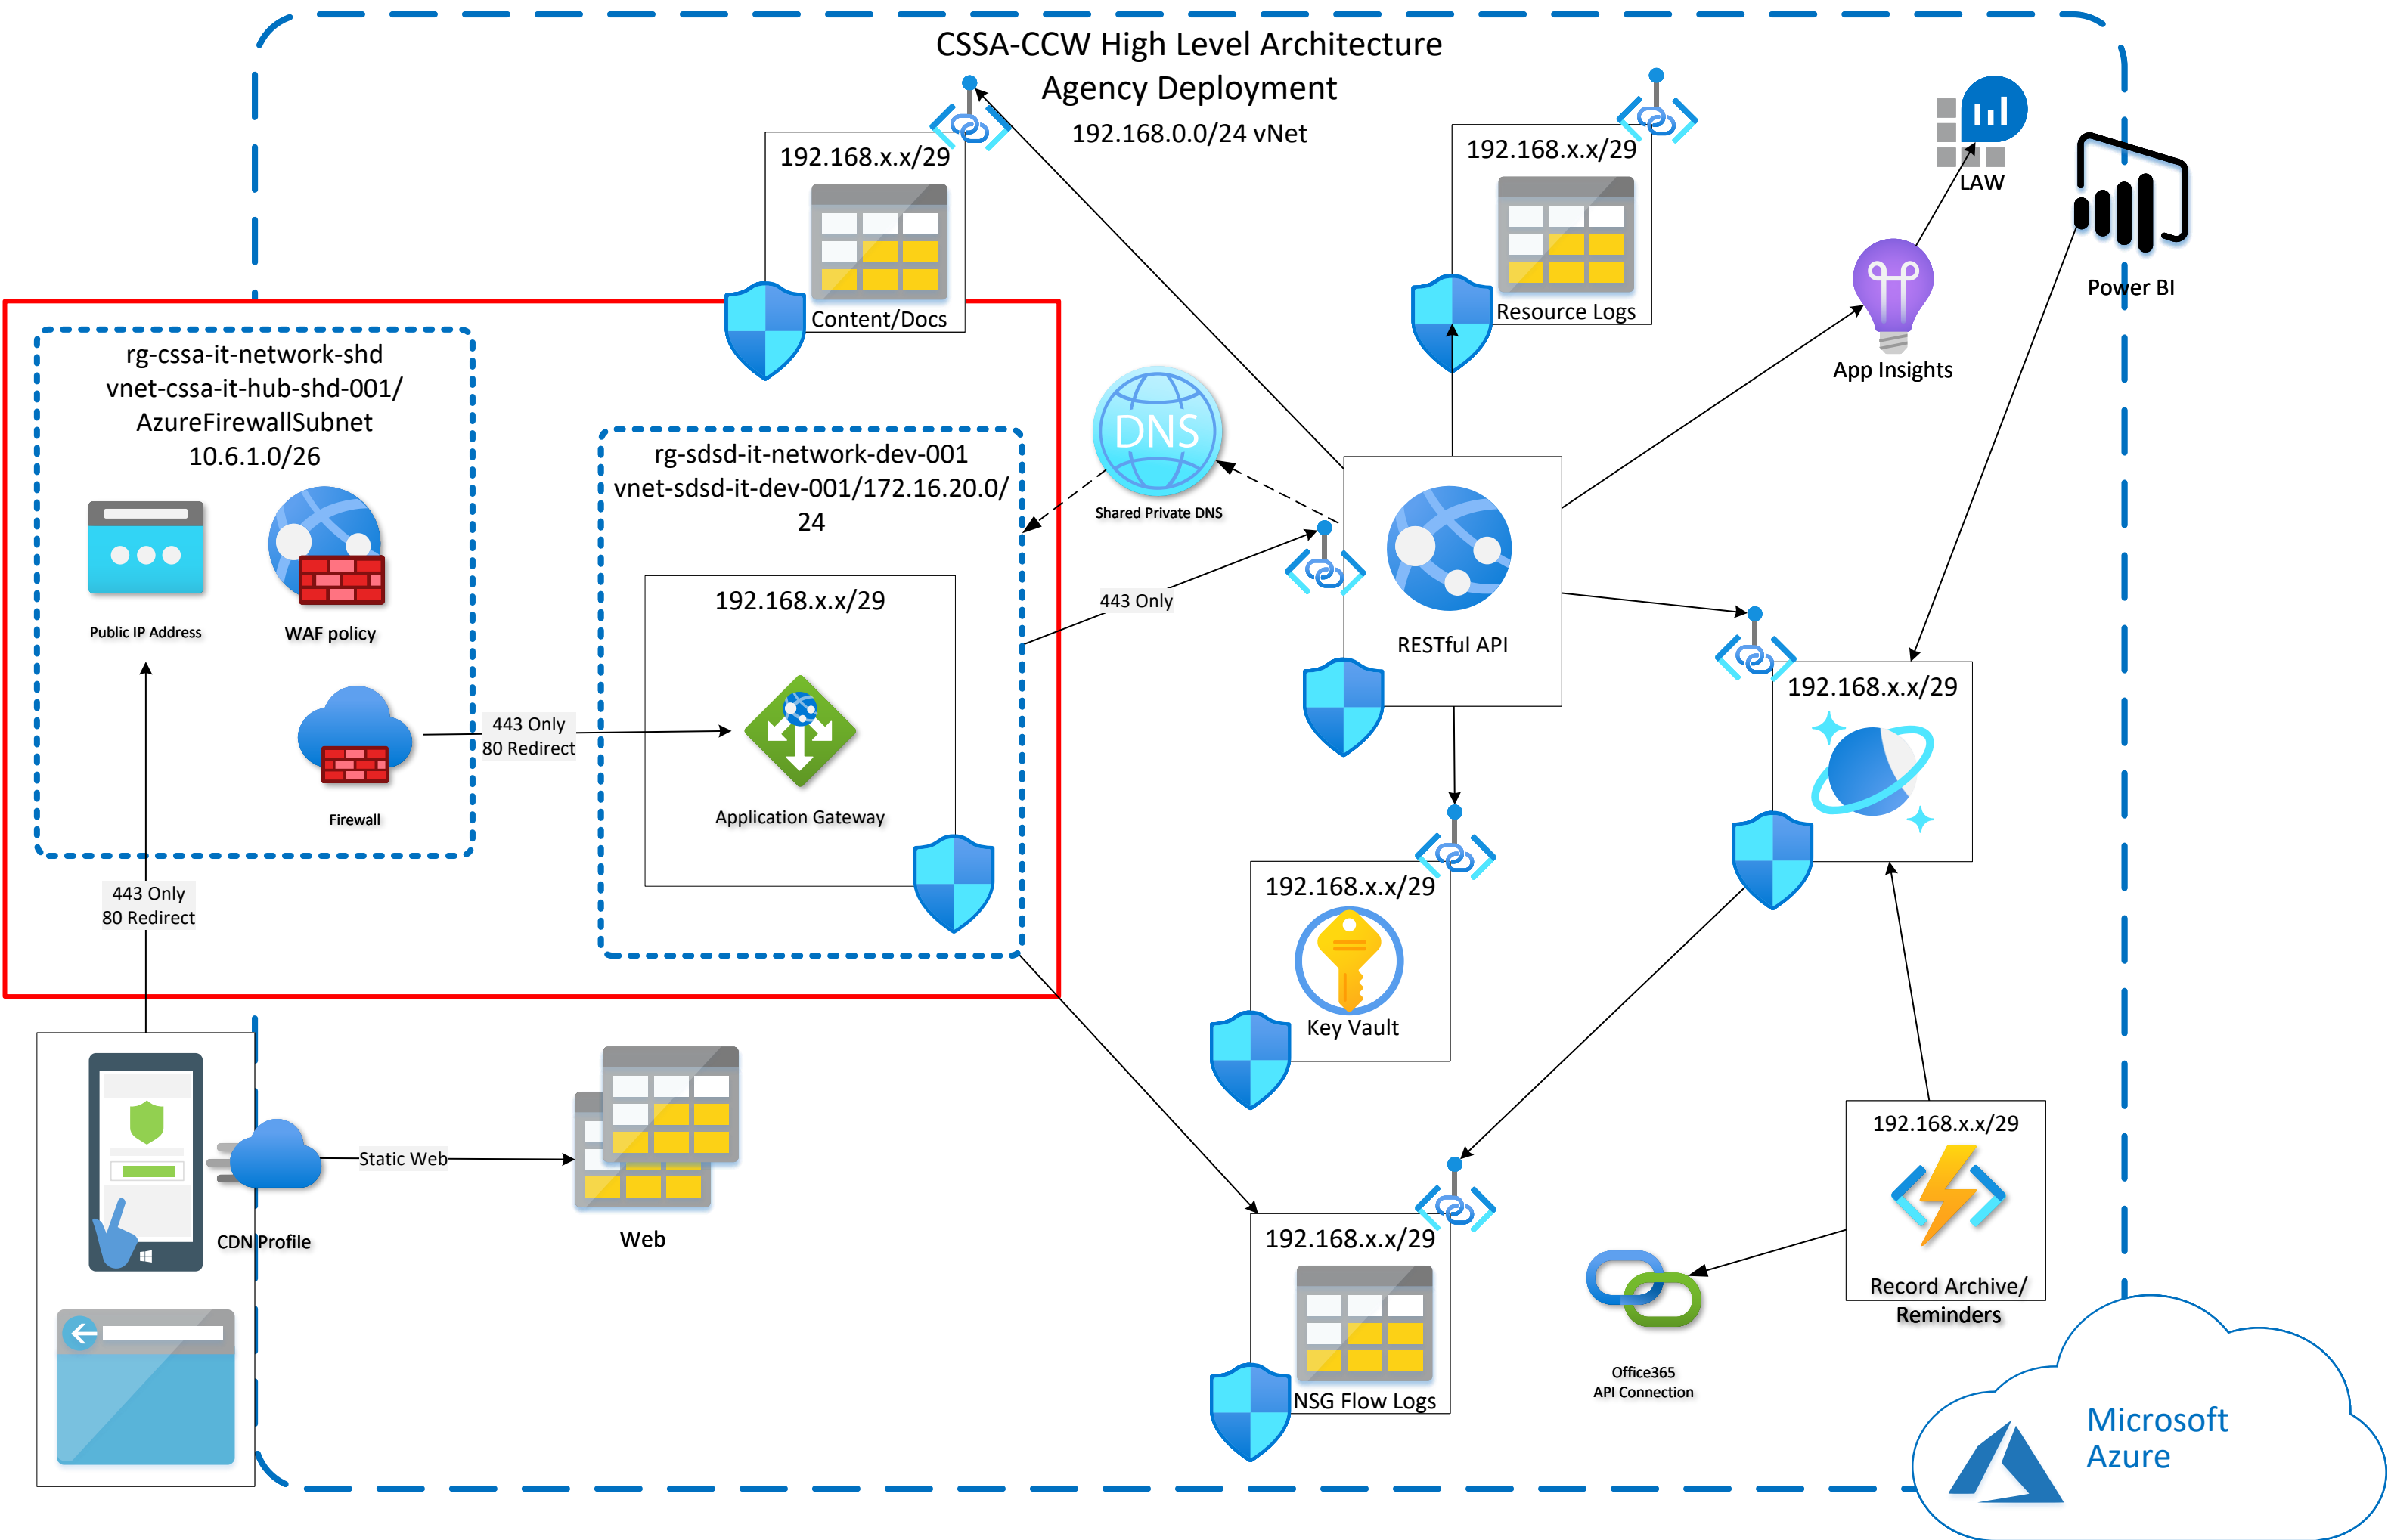 CSSA-CCW High Level Architecture
Agency Deployment
192.168.0.0/24 vNet
192.168.x.x/29
Content/Docs
192.168.x.x/29
Resource Logs
LAW
Power BI
App Insights
rg-cssa-it-network-shd
vnet-cssa-it-hub-shd-001/
AzureFirewallSubnet
10.6.1.0/26
Public IP Address
WAF policy
Firewall
443 Only
80 Redirect
rg-sdsd-it-network-dev-001
vnet-sdsd-it-dev-001/172.16.20.0/
24
192.168.x.x/29
Application Gateway
DNS
Shared Private DNS
443 Only
RESTful API
192.168.x.x/29
192.168.x.x/29
Key Vault
443 Only
80 Redirect
CDN Profile
Static Web
Web
192.168.x.x/29
NSG Flow Logs
192.168.x.x/29
Record Archive/
Reminders
Office365
API Connection
Microsoft
Azure